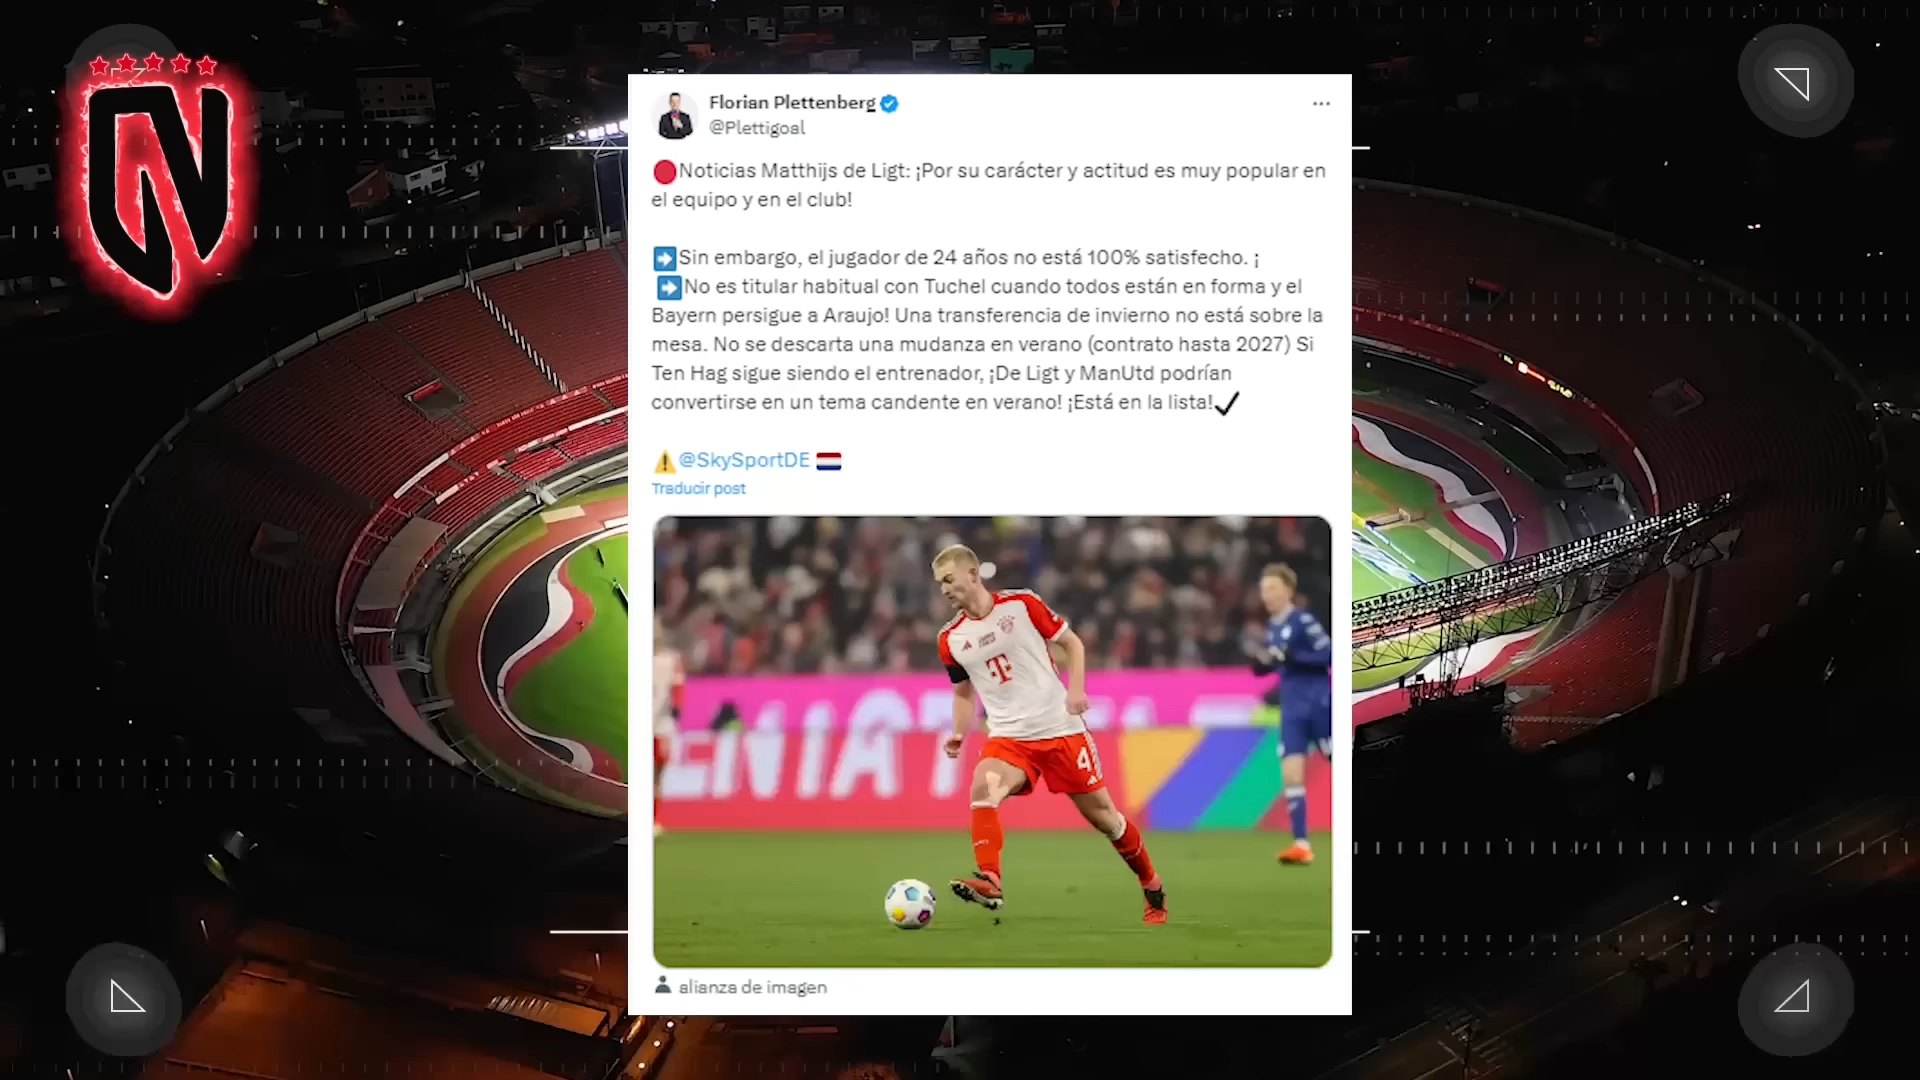 Florian Plettenberg
@Plettigoal
Noticias Matthijs de Ligt: ¡Por su carácter y actitud es muy popular en
el equipo y en el club!
Sin embargo, el jugador de 24 años no está 100% satisfecho. ¡
No es titular habitual con Tuchel cuando todos están en forma y el
Bayern persigue a Araujo! Una transferencia de invierno no está sobre la
mesa. No se descarta una mudanza en verano (contrato hasta 2027) Si
Ten Hag sigue siendo el entrenador, ¡De Ligt y ManUtd podrían
convertirse en un tema candente en verano! ¡Está en la lista!
@SkySportDE
Traducir post
T
4
alianza de imagen